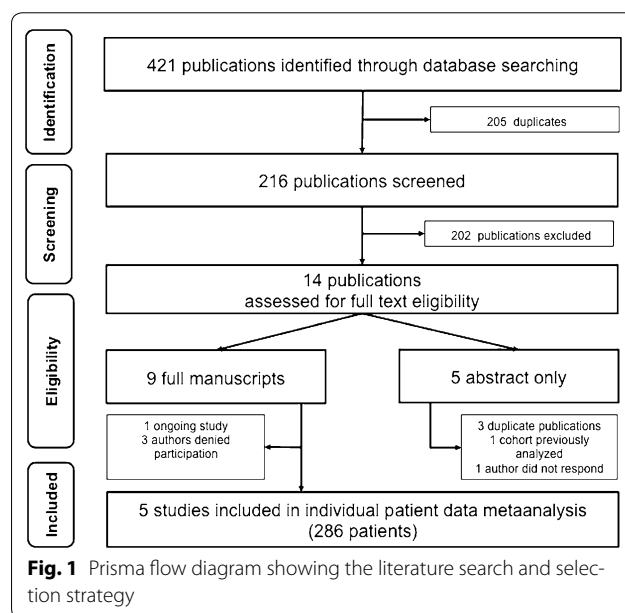 Identification
421 publications identified through database searching
205 duplicates
Screening
216 publications screened
202 publications excluded
14 publications
assessed for full text eligibility
Eligibility
9 full manuscripts
5 abstract only
1 ongoing study
3 authors denied
participation
3 duplicate publications
1 cohort previously
analyzed
1 author did not respond
Included
5 studies included in individual patient data metaanalysis
(286 patients)
Fig. 1 Prisma flow diagram showing the literature search and selec-
tion strategy